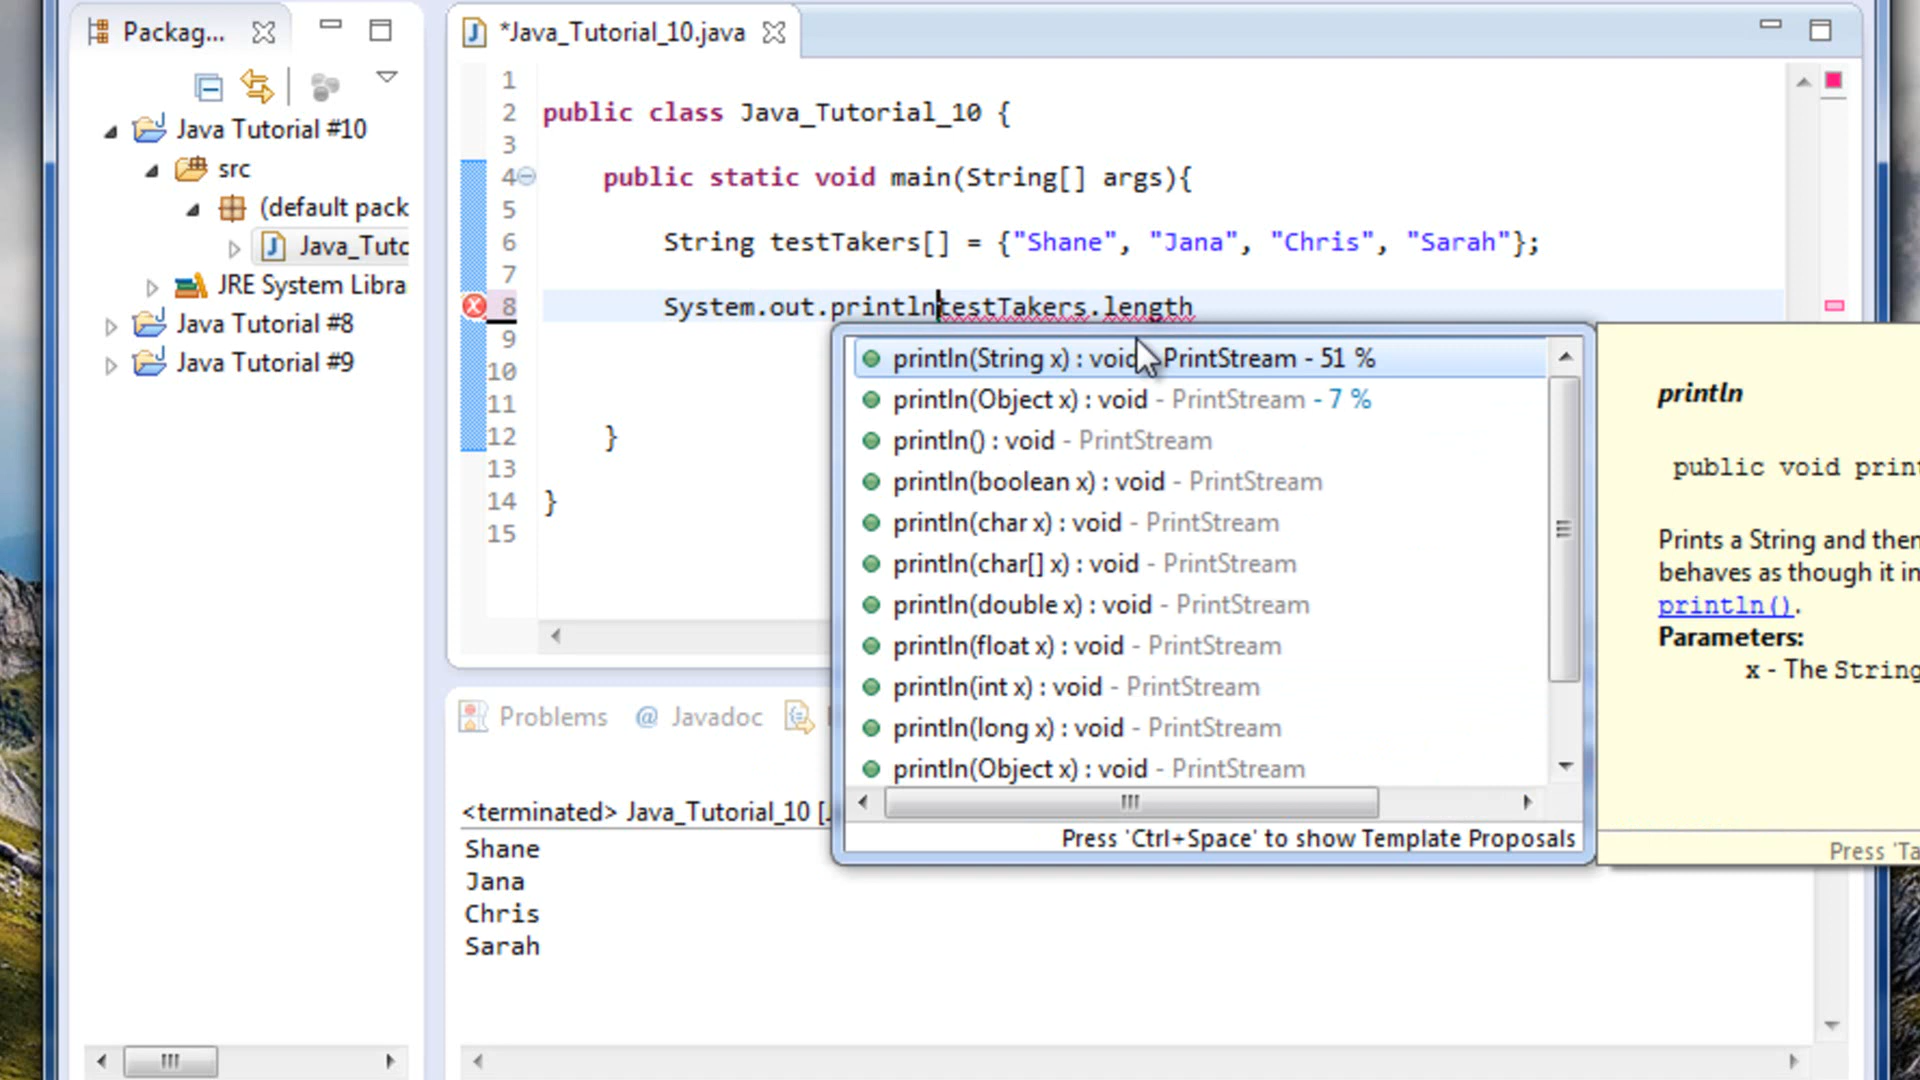 Packag...
Java Tutorial #10
src
(default pack
Java_Tutc
JRE System Libra
Java Tutorial #8
Java Tutorial #9
*Java_Tutorial_10.java
1
2 public class Java_Tutorial_10 {
3
4 public static void main(String[] args){
5
6 String testTakers[] = {"Shane", "Jana", "Chris", "Sarah"};
7
8 System.out.printlntestTakers.length
9
10
11
12 }
13
14 }
15
println(String x) : void - PrintStream - 51 %
println(Object x) : void - PrintStream - 7 %
println() : void - PrintStream
println(boolean x) : void - PrintStream
println(char x) : void - PrintStream
println(char[] x) : void - PrintStream
println(double x) : void - PrintStream
println(float x) : void - PrintStream
println(int x) : void - PrintStream
println(long x) : void - PrintStream
println(Object x) : void - PrintStream
Press 'Ctrl+Space' to show Template Proposals
println
public void print
Prints a String and then
behaves as though it in
println().
Parameters:
x - The String
Press 'Ta
Problems
@ Javadoc
<terminated> Java_Tutorial_10 [
Shane
Jana
Chris
Sarah